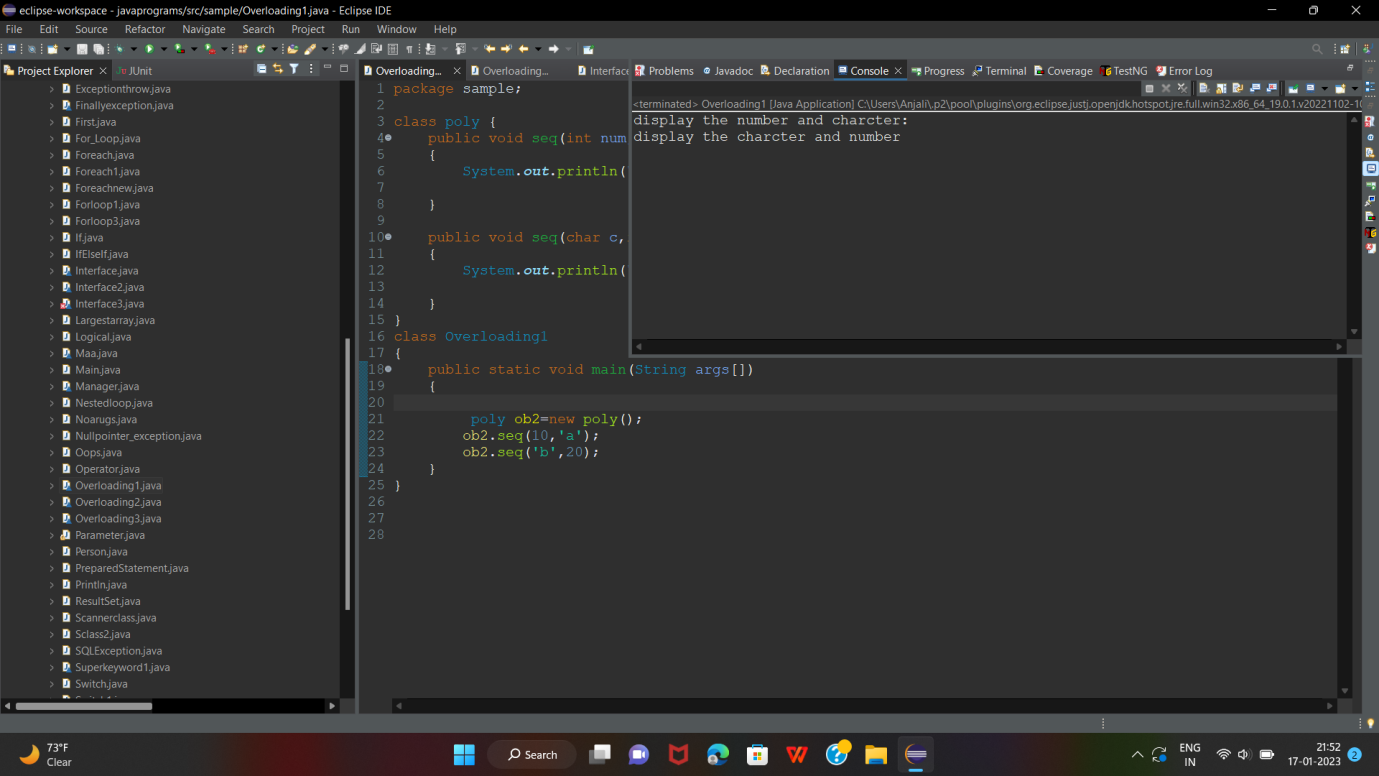 eclipse-workspace - javaprograms/src/sample/Overloading1.java - Eclipse IDE
File Edit Source Refactor Navigate Search Project Run Window Help
Project Explorer JUnit
Exceptionthrow.java
Finallyexception.java
First.java
For_Loop.java
Foreach.java
Foreach1.java
Foreachnew.java
Forloop1.java
Forloop3.java
If.java
IfElself.java
Interface.java
Interface2.java
Interface3.java
Largestarray.java
Logical.java
Maa.java
Main.java
Manager.java
Nestedloop.java
Noarugs.java
Nullpointer_exception.java
Oops.java
Operator.java
Overloading1.java
Overloading2.java
Overloading3.java
Parameter.java
Person.java
PreparedStatement.java
Println.java
ResultSet.java
Scannerclass.java
Sclass2.java
SQLException.java
Superkeyword1.java
Switch.java
Overloading... Overloading... Interface
1 package sample;
2
3 class poly {
4 public void seq(int num
5 {
6 System.out.println(
7
8 }
9
10 public void seq(char c,
11 {
12 System.out.println(
13
14 }
15 }
16 class Overloading1
17 {
18 public static void main(String args[])
19 {
20
21 poly ob2=new poly();
22 ob2.seq(10,'a');
23 ob2.seq('b',20);
24 }
25 }
26
27
28
Problems Javadoc Declaration Console Progress Terminal Coverage TestNG Error Log
<terminated> Overloading1 [Java Application] C:\Users\Anjali\.p2\pool\plugins\org.eclipse.justj.openjdk.hotspot.jre.full.win32.x86_64_19.0.1.v20221102-10
display the number and charcter:
display the charcter and number
73°F
Clear
Search
ENG
IN
21:52
17-01-2023
2